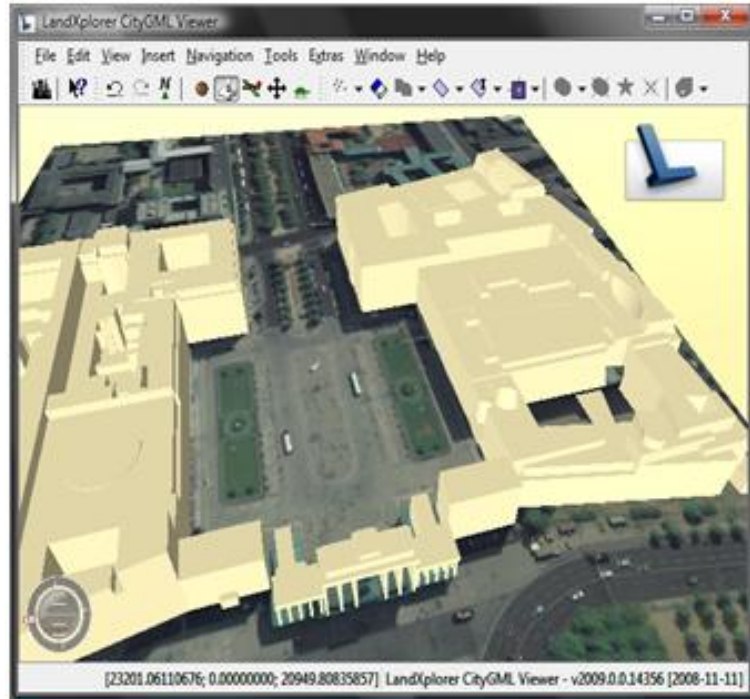 LandXplorer CityGML Viewer
File Edit View Insert Navigation Tools Extras Window Help
[23201.06110676; 0.00000000; 20949.80835857] LandXplorer CityGML Viewer - v2009.0.0.14356 [2008-11-11]